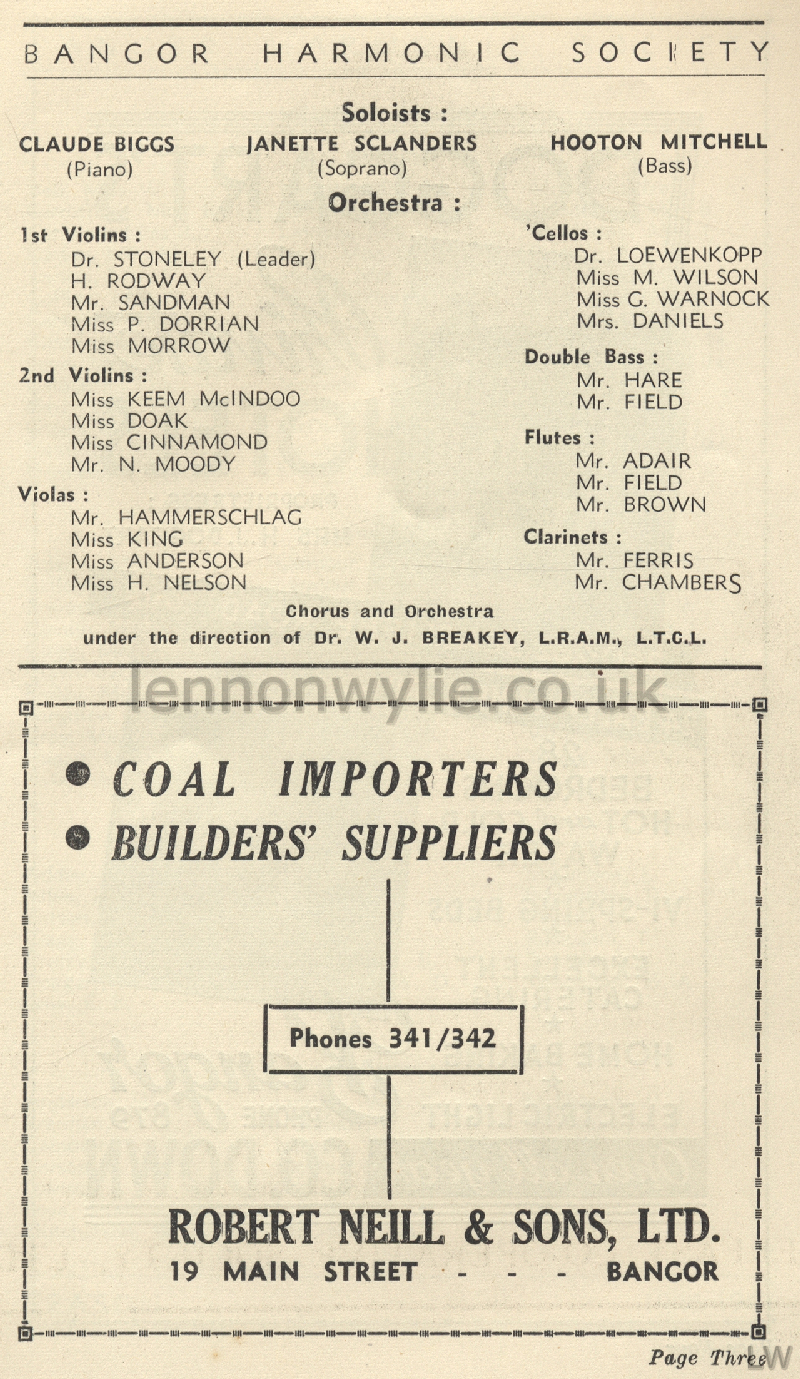 BANGOR HARMONIC SOCIETY
Soloists :
CLAUDE BIGGS
(Piano)
JANETTE SCLANDERS
(Soprano)
HOOTON MITCHELL
(Bass)
Orchestra :
1st Violins :
Dr. STONELEY (Leader)
H. RODWAY
Mr. SANDMAN
Miss P. DORRIAN
Miss MORROW
2nd Violins :
Miss KEEM McINDOO
Miss DOAK
Miss CINNAMOND
Mr. N. MOODY
Violas :
Mr. HAMMERSCHLAG
Miss KING
Miss ANDERSON
Miss H. NELSON
'Cellos :
Dr. LOEWENKOPP
Miss M. WILSON
Miss G. WARNOCK
Mrs. DANIELS
Double Bass :
Mr. HARE
Mr. FIELD
Flutes :
Mr. ADAIR
Mr. FIELD
Mr. BROWN
Clarinets :
Mr. FERRIS
Mr. CHAMBERS
Chorus and Orchestra
under the direction of Dr. W. J. BREAKEY, L.R.A.M., L.T.C.L.
lennonwylie.co.uk
• COAL IMPORTERS
• BUILDERS' SUPPLIERS
Phones 341/342
ROBERT NEILL & SONS, LTD.
19 MAIN STREET - - - BANGOR
Page Three
LW